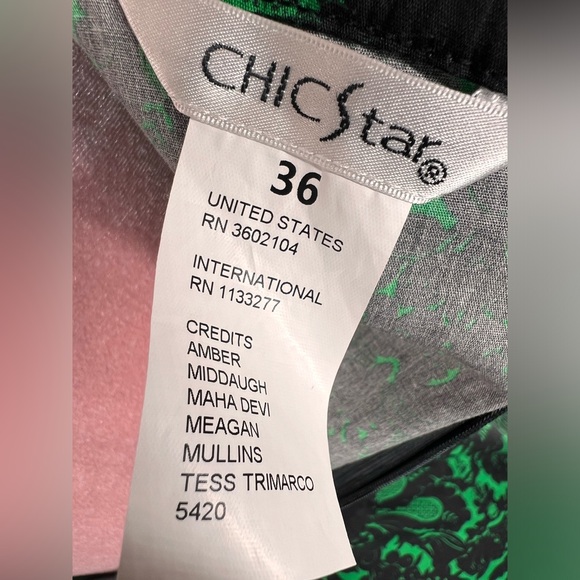 CHICStar®
36
UNITED STATES
RN 3602104
INTERNATIONAL
RN 1133277
CREDITS
AMBER
MIDDAUGH
MAHA DEVI
MEAGAN
MULLINS
TESS TRIMARCO
5420